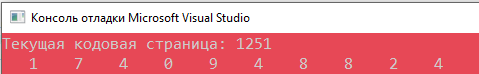 Консоль отладки Microsoft Visual Studio
Текущая кодовая страница: 1251
1 7 4 0 9 4 8 8 2 4